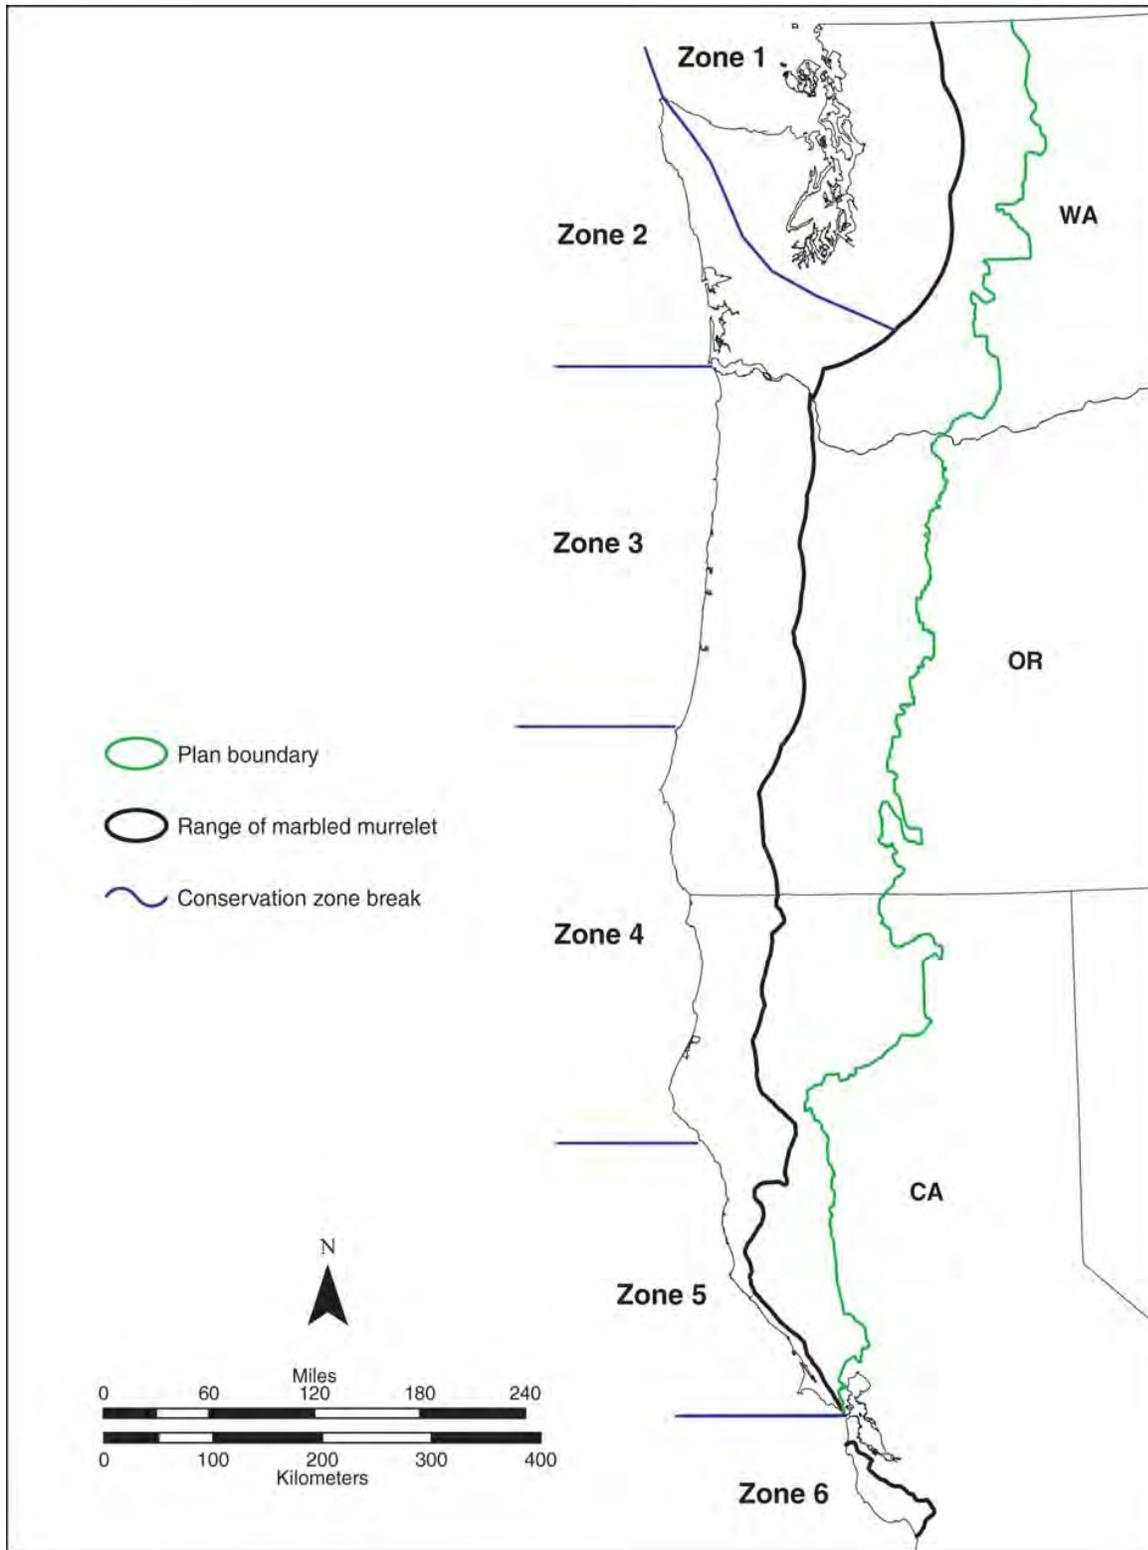 Zone 1
WA
Zone 2
Zone 3
OR
Plan boundary
Range of marbled murrelet
Conservation zone break
Zone 4
CA
N
Zone 5
Miles
0 60 120 180 240
0 100 200 300 400
Kilometers
Zone 6